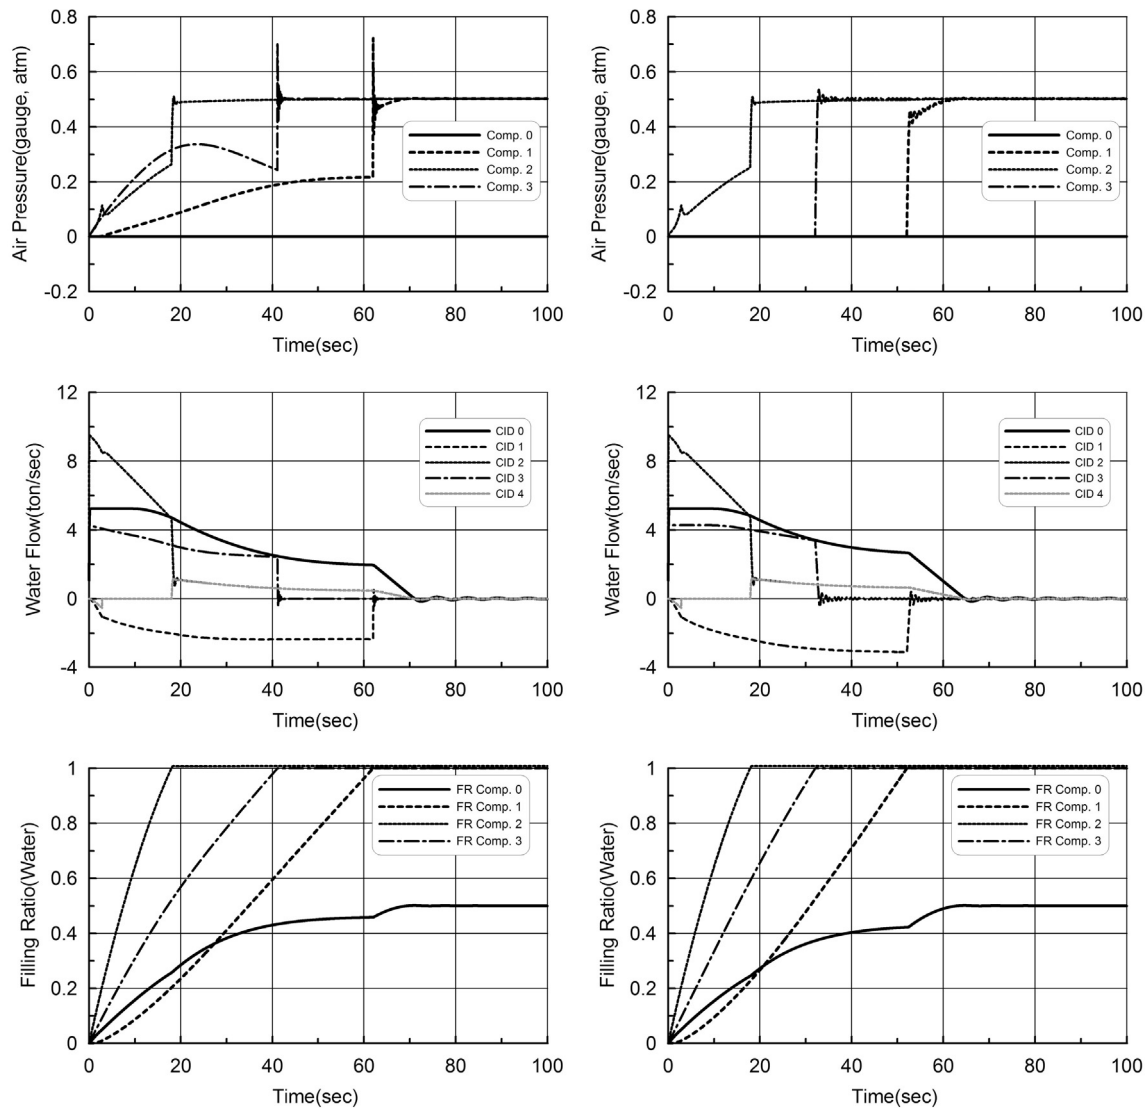 0.8
0.6
0.4
0.2
0
-0.2
Air Pressure(gauge, atm)
Comp. 0
Comp. 1
Comp. 2
Comp. 3
0 20 40 60 80 100
Time(sec)
0.8
0.6
0.4
0.2
0
-0.2
Air Pressure(gauge, atm)
Comp. 0
Comp. 1
Comp. 2
Comp. 3
0 20 40 60 80 100
Time(sec)
12
8
4
0
-4
Water Flow(ton/sec)
CID 0
CID 1
CID 2
CID 3
CID 4
0 20 40 60 80 100
Time(sec)
12
8
4
0
-4
Water Flow(ton/sec)
CID 0
CID 1
CID 2
CID 3
CID 4
0 20 40 60 80 100
Time(sec)
1
0.8
0.6
0.4
0.2
0
Filling Ratio(Water)
FR Comp. 0
FR Comp. 1
FR Comp. 2
FR Comp. 3
0 20 40 60 80 100
Time(sec)
1
0.8
0.6
0.4
0.2
0
Filling Ratio(Water)
FR Comp. 0
FR Comp. 1
FR Comp. 2
FR Comp. 3
0 20 40 60 80 100
Time(sec)